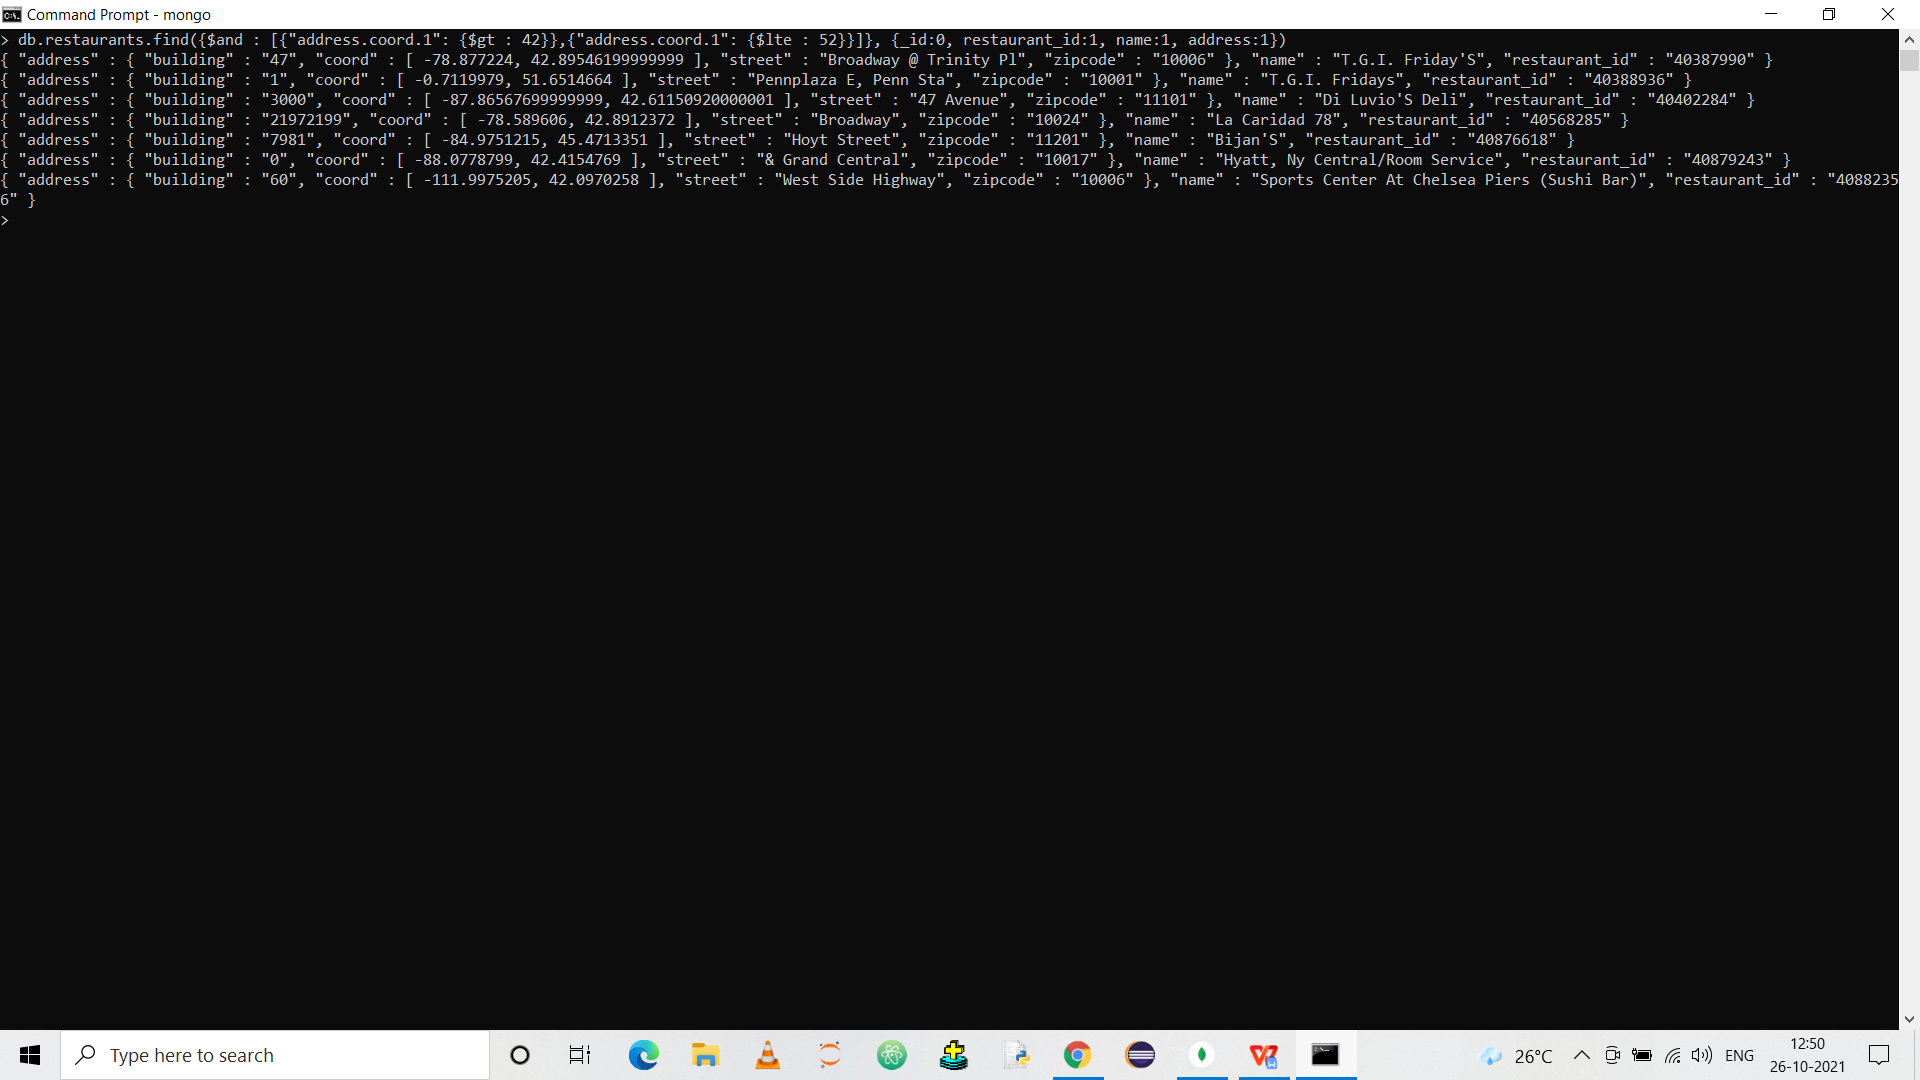 Command Prompt - mongo
> db.restaurants.find({$and : [{"address.coord.1": {$gt : 42}},{"address.coord.1": {$lte : 52}}]}, {_id:0, restaurant_id:1, name:1, address:1})
{ "address" : { "building" : "47", "coord" : [ -78.877224, 42.89546199999999 ], "street" : "Broadway @ Trinity Pl", "zipcode" : "10006" }, "name" : "T.G.I. Friday'S", "restaurant_id" : "40387990" }
{ "address" : { "building" : "1", "coord" : [ -0.7119979, 51.6514664 ], "street" : "Pennplaza E, Penn Sta", "zipcode" : "10001" }, "name" : "T.G.I. Fridays", "restaurant_id" : "40388936" }
{ "address" : { "building" : "3000", "coord" : [ -87.86567699999999, 42.61150920000001 ], "street" : "47 Avenue", "zipcode" : "11101" }, "name" : "Di Luvio'S Deli", "restaurant_id" : "40402284" }
{ "address" : { "building" : "21972199", "coord" : [ -78.589606, 42.8912372 ], "street" : "Broadway", "zipcode" : "10024" }, "name" : "La Caridad 78", "restaurant_id" : "40568285" }
{ "address" : { "building" : "7981", "coord" : [ -84.9751215, 45.4713351 ], "street" : "Hoyt Street", "zipcode" : "11201" }, "name" : "Bijan'S", "restaurant_id" : "40876618" }
{ "address" : { "building" : "0", "coord" : [ -88.0778799, 42.4154769 ], "street" : "& Grand Central", "zipcode" : "10017" }, "name" : "Hyatt, Ny Central/Room Service", "restaurant_id" : "40879243" }
{ "address" : { "building" : "60", "coord" : [ -111.9975205, 42.0970258 ], "street" : "West Side Highway", "zipcode" : "10006" }, "name" : "Sports Center At Chelsea Piers (Sushi Bar)", "restaurant_id" : "4088235
6" }
>
Type here to search
26°C
ENG
12:50
26-10-2021